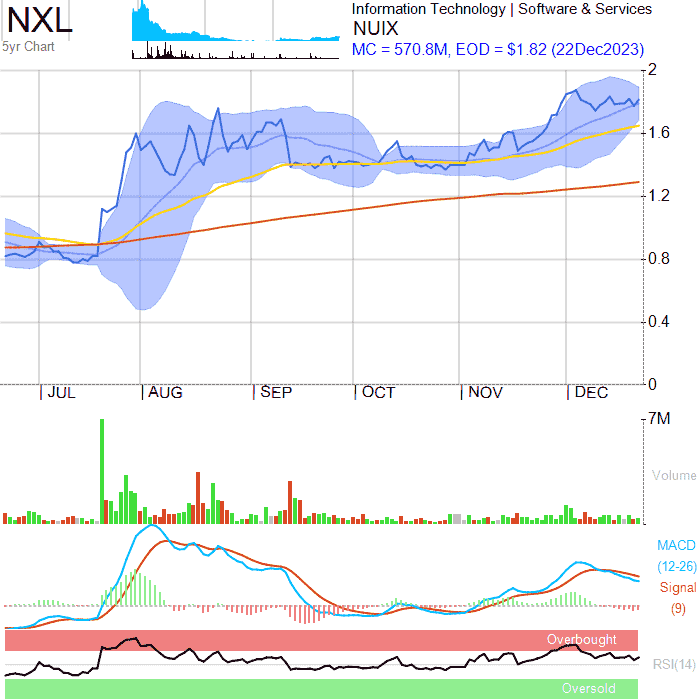 NXL
5yr Chart
Information Technology | Software & Services
NUIX
MC = 570.8M, EOD = $1.82 (22Dec2023)
2
1.6
1.2
0.8
0.4
0
JUL AUG SEP OCT NOV DEC
7M
Volume
MACD
(12-26)
Signal
(9)
Overbought
RSI(14)
Oversold